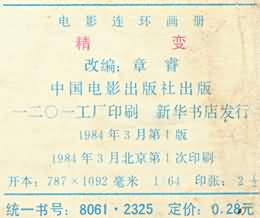 电影连环画册
精变
改编：章睿
中国电影出版社出版
一二〇一工厂印刷 新华书店发行
1984年3月第1版
1984年3月北京第1次印刷
开本：787×1092毫米 1/64 印张：2
统一书号：8061·2325 定价：0.28元